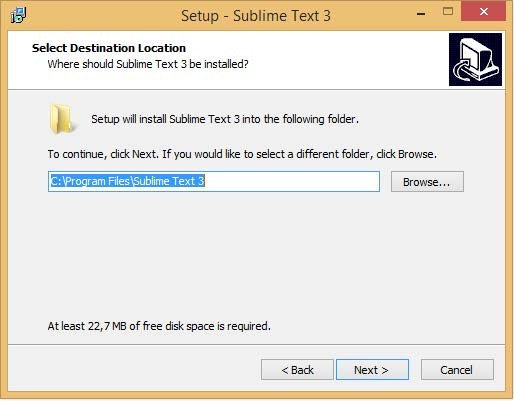 Setup - Sublime Text 3
Select Destination Location
Where should Sublime Text 3 be installed?
Setup will install Sublime Text 3 into the following folder.
To continue, click Next. If you would like to select a different folder, click Browse.
C:\Program Files\Sublime Text 3
Browse...
At least 22,7 MB of free disk space is required.
< Back
Next >
Cancel